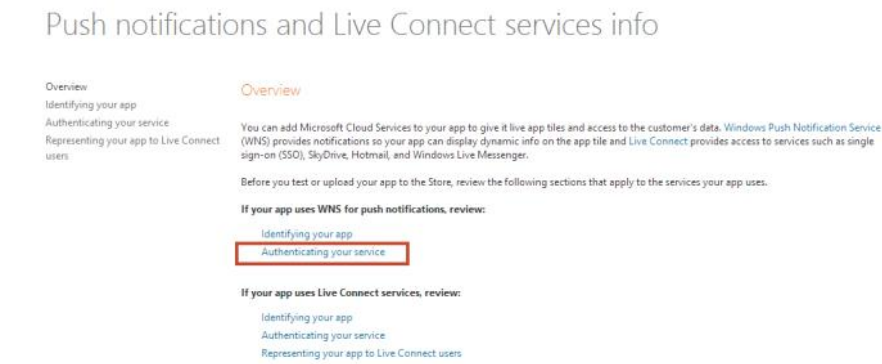 Push notifications and Live Connect services info
Overview
Identifying your app
Authenticating your service
Representing your app to Live Connect
users
Overview
You can add Microsoft Cloud Services to your app to give it live app tiles and access to the customer's data. Windows Push Notification Service
(WNS) provides notifications so your app can display dynamic info on the app tile and Live Connect provides access to services such as single
sign-on (SSO), SkyDrive, Hotmail, and Windows Live Messenger.
Before you test or upload your app to the Store, review the following sections that apply to the services your app uses.
If your app uses WNS for push notifications, review:
Identifying your app
Authenticating your service
If your app uses Live Connect services, review:
Identifying your app
Authenticating your service
Representing your app to Live Connect users